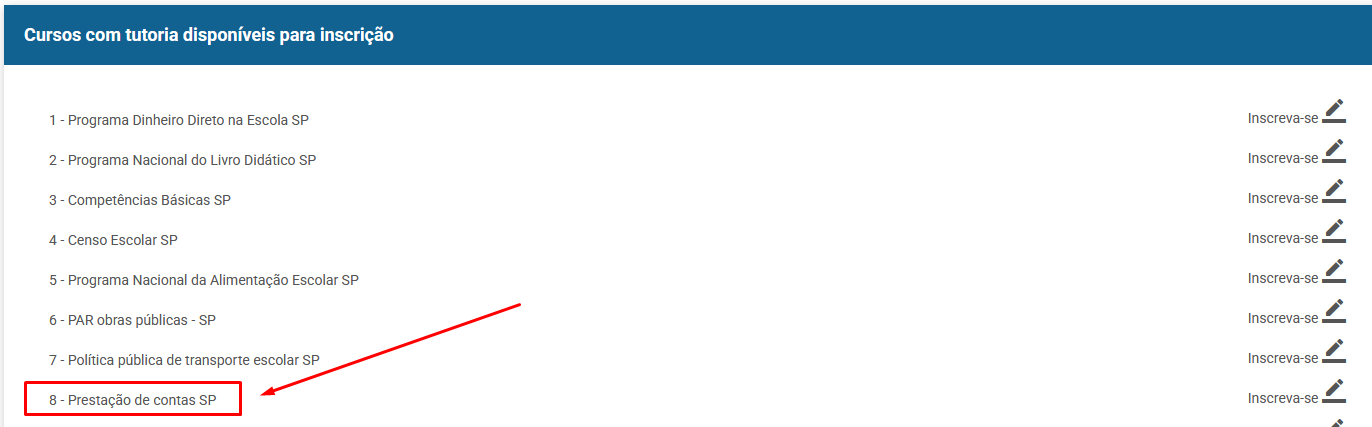 Cursos com tutoria disponíveis para inscrição
1 - Programa Dinheiro Direto na Escola SP Inscreva-se
2 - Programa Nacional do Livro Didático SP Inscreva-se
3 - Competências Básicas SP Inscreva-se
4 - Censo Escolar SP Inscreva-se
5 - Programa Nacional da Alimentação Escolar SP Inscreva-se
6 - PAR obras públicas - SP Inscreva-se
7 - Política pública de transporte escolar SP Inscreva-se
8 - Prestação de contas SP Inscreva-se